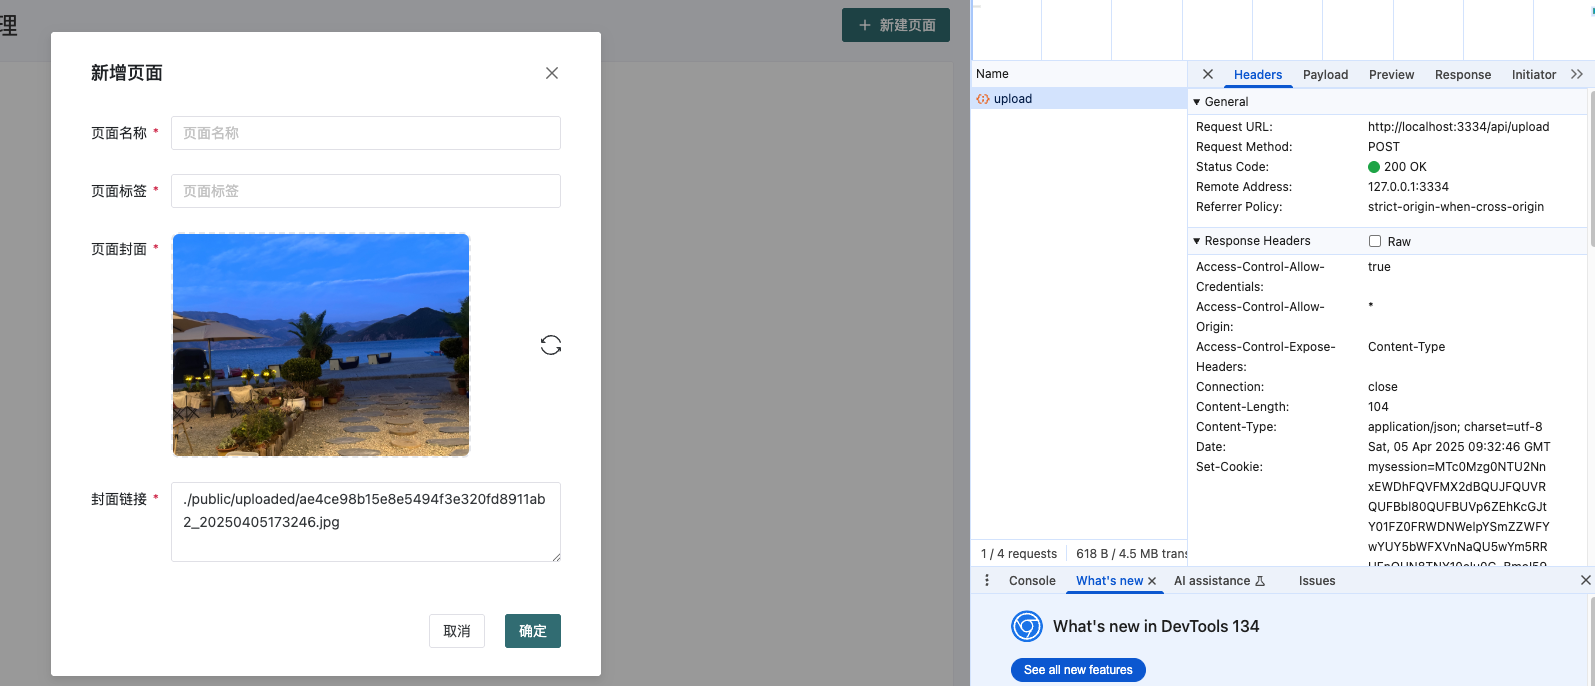 理
新建页面
新增页面
页面名称 *
页面名称
页面标签 *
页面标签
页面封面 *
封面链接 *
./public/uploaded/ae4ce98b15e8e5494f3e320fd8911ab
2_20250405173246.jpg
取消
确定
Name
upload
1 / 4 requests
618 B / 4.5 MB trans
Headers
Payload
Preview
Response
Initiator
General
Request URL: http://localhost:3334/api/upload
Request Method: POST
Status Code: 200 OK
Remote Address: 127.0.0.1:3334
Referrer Policy: strict-origin-when-cross-origin
Response Headers
Raw
Access-Control-Allow- true
Credentials:
Access-Control-Allow- *
Origin:
Access-Control-Expose- Content-Type
Headers:
Connection: close
Content-Length: 104
Content-Type: application/json; charset=utf-8
Date: Sat, 05 Apr 2025 09:32:46 GMT
Set-Cookie: mysession=MTc0Mzg0NTU2Nn
xEWDhFQVFMX2dBQUJFQUVR
QUFBbl80QUFBUVp6ZEhKcGJt
Y01FZ0FRWDNWelpYSmZZWFY
wYUY5bWFXVnNaQU5wYm5RR
Console
What's new
AI assistance
Issues
What's new in DevTools 134
See all new features